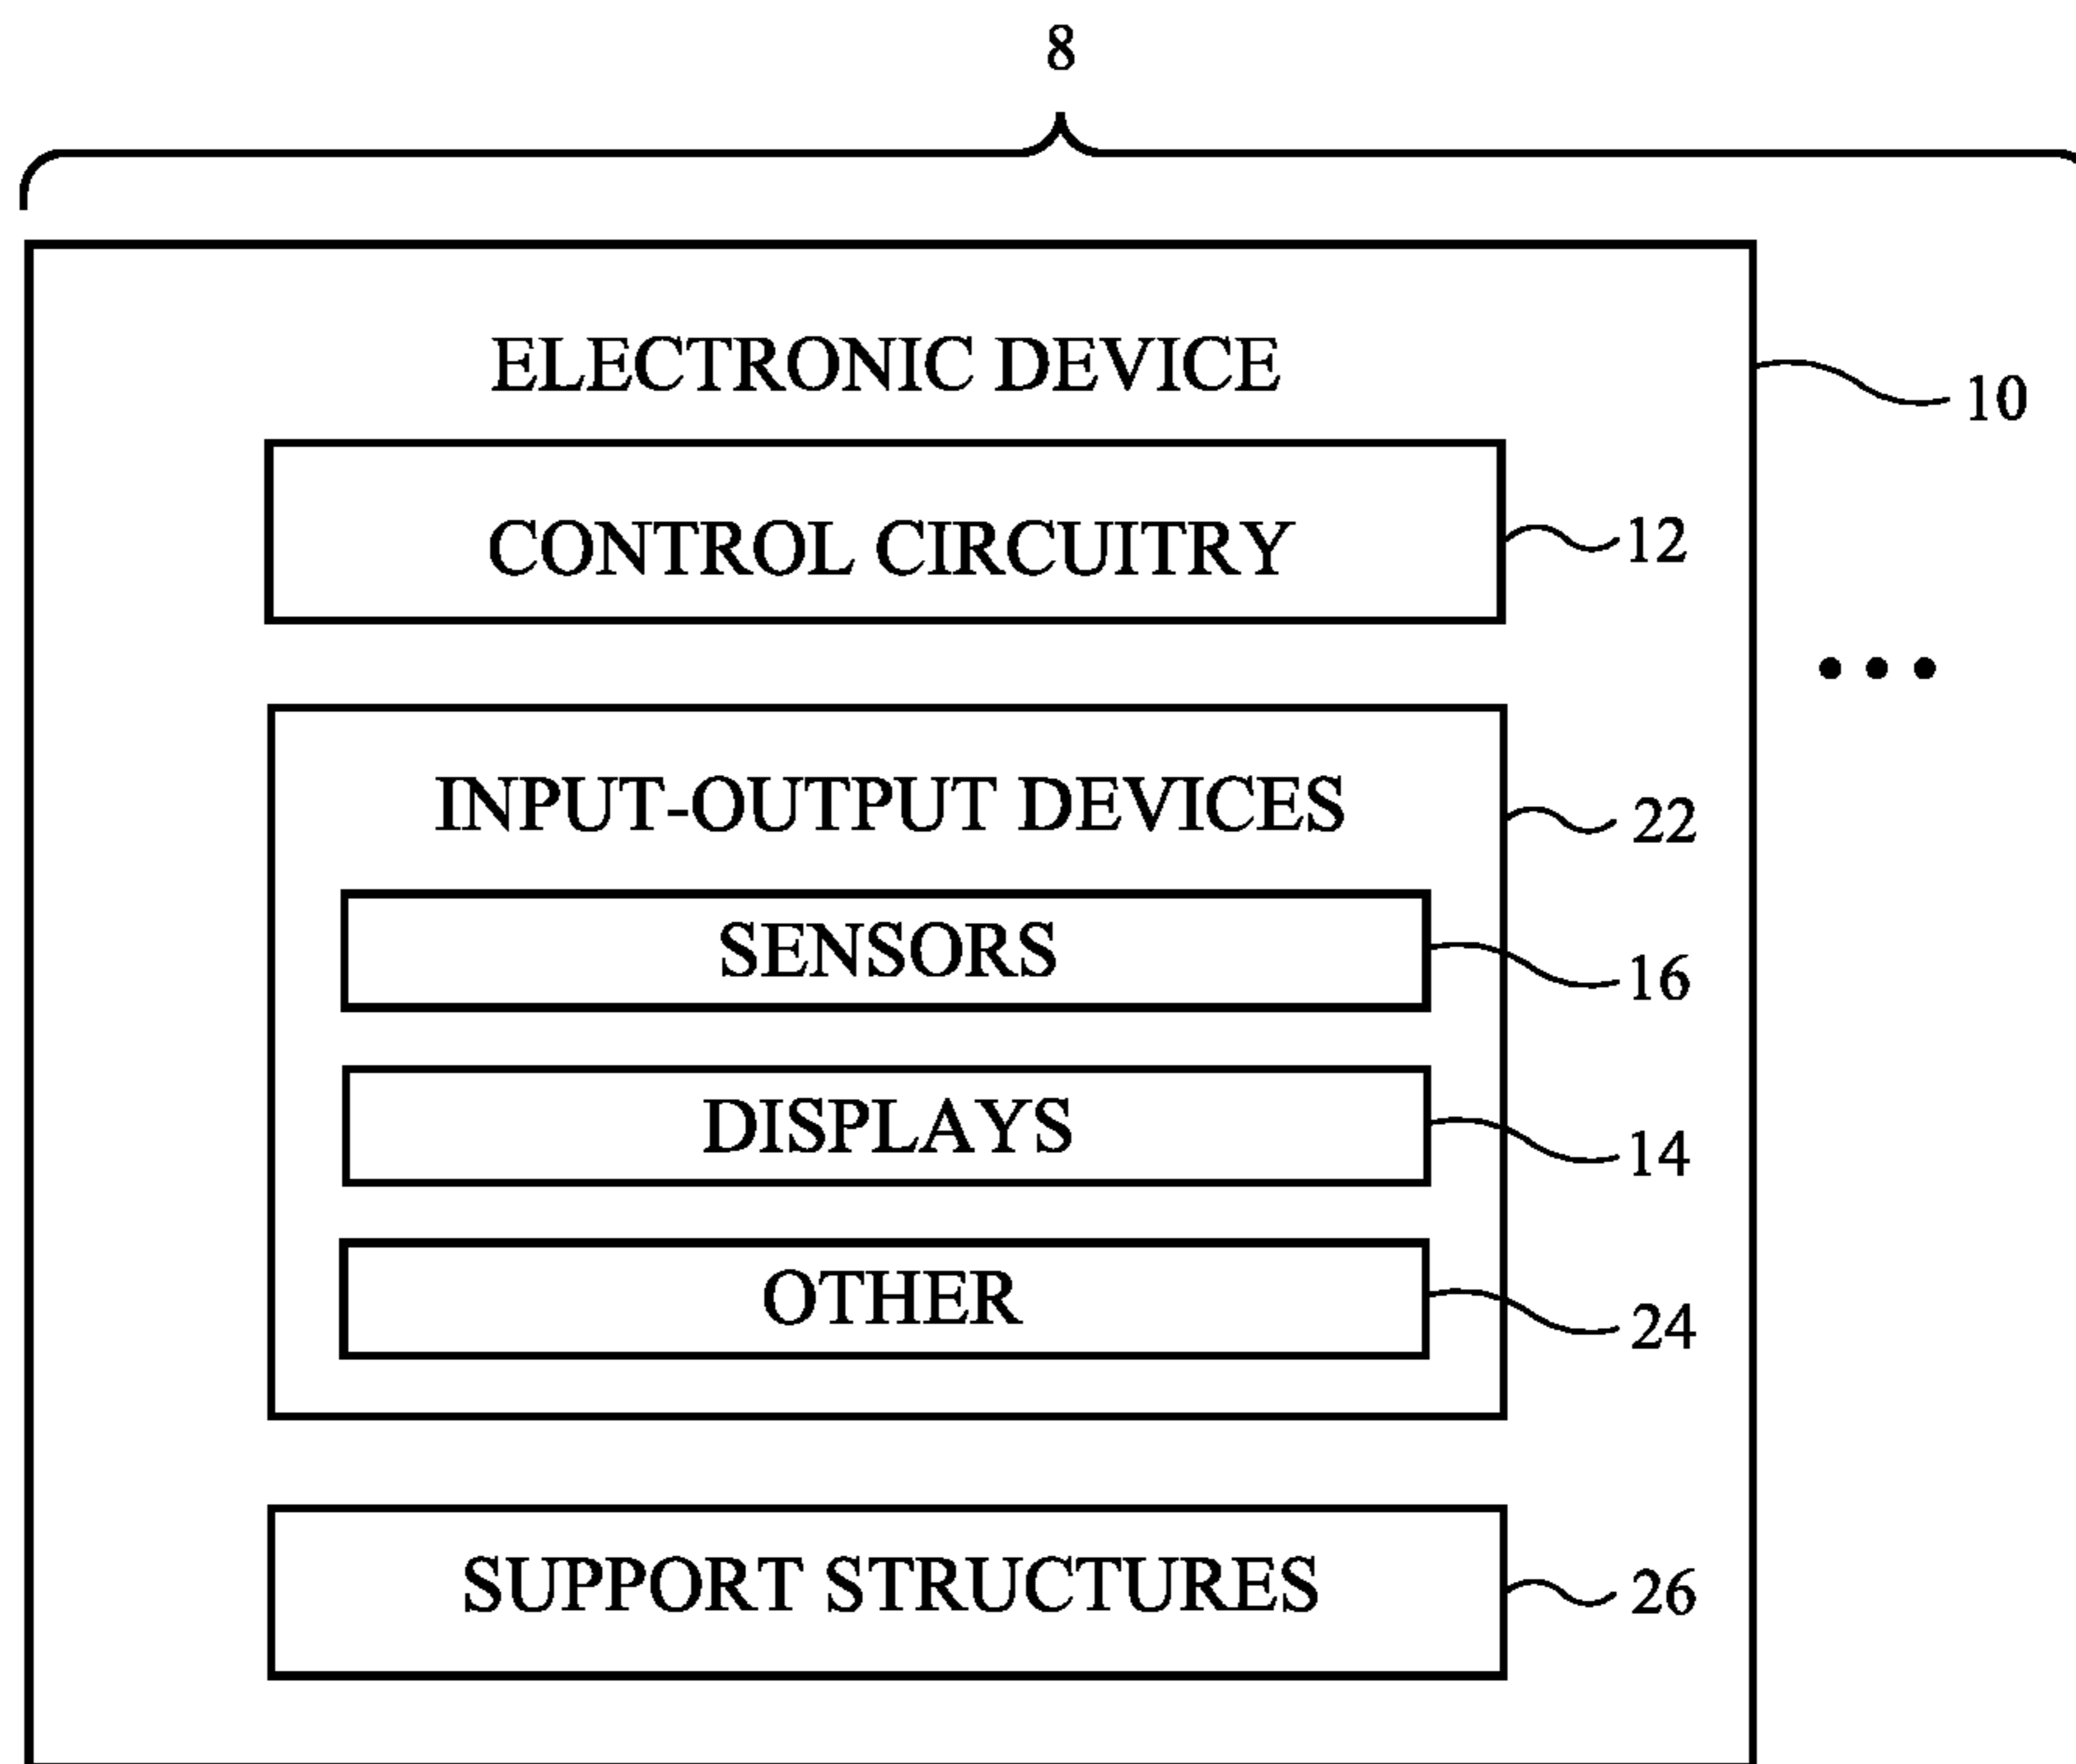 8
ELECTRONIC DEVICE
10
CONTROL CIRCUITRY
12
INPUT-OUTPUT DEVICES
22
SENSORS
16
DISPLAYS
14
OTHER
24
SUPPORT STRUCTURES
26